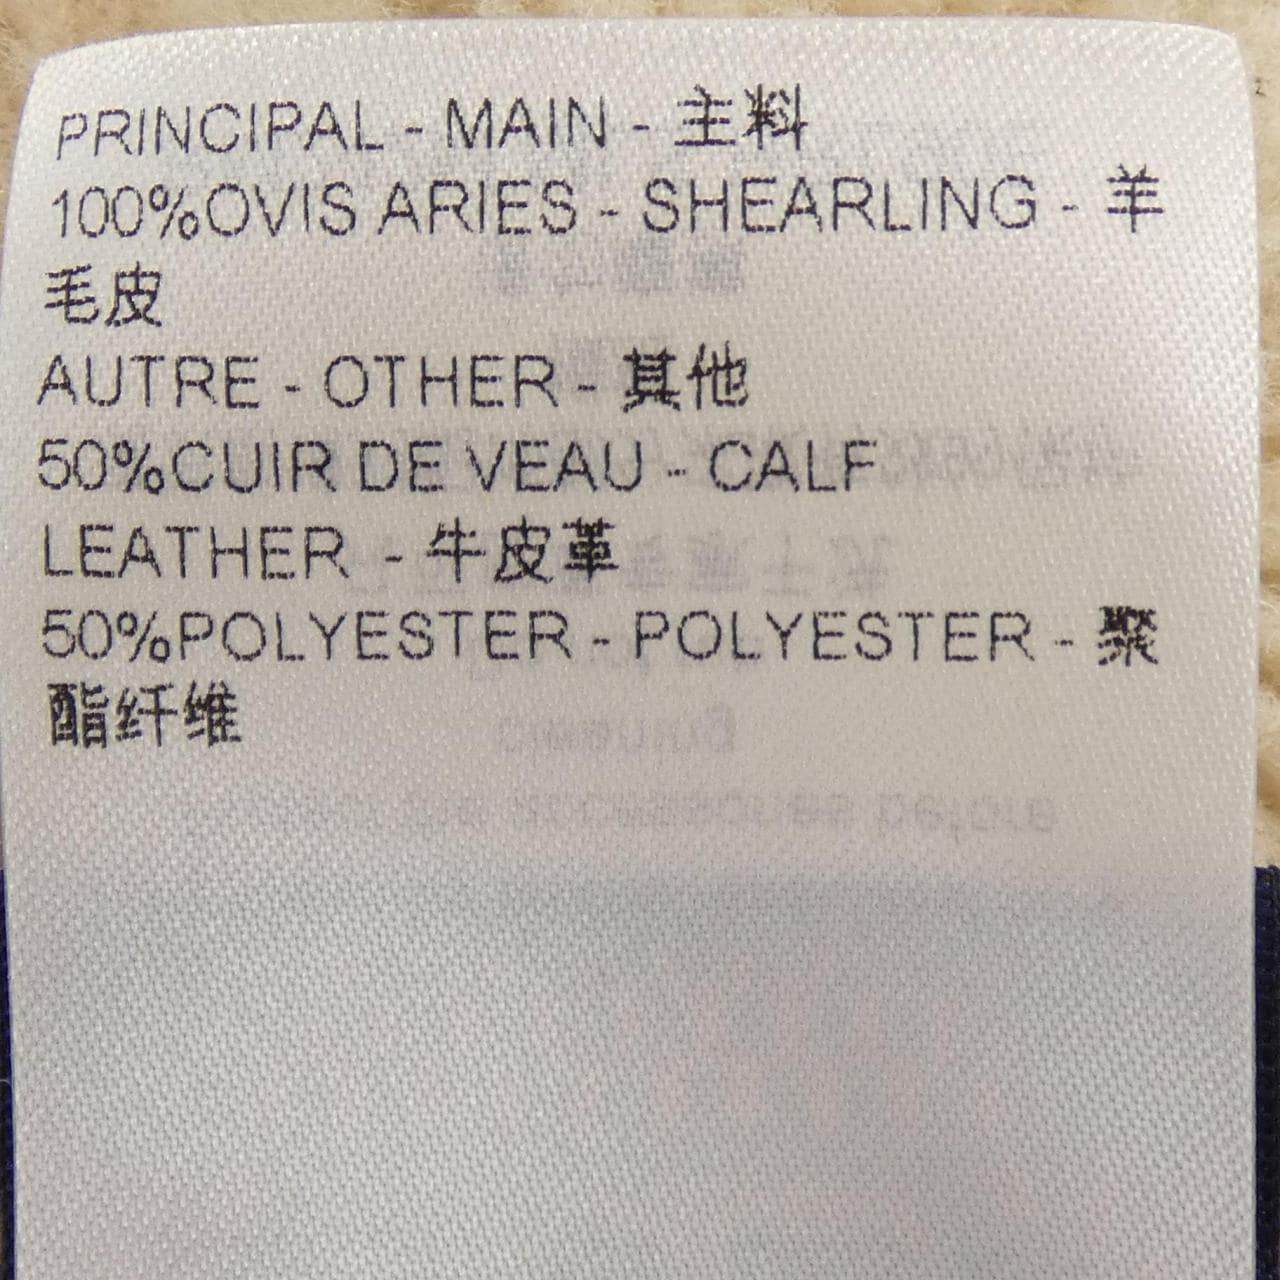 PRINCIPAL - MAIN - 主料
100%OVIS ARIES - SHEARLING - 羊
毛皮
AUTRE - OTHER - 其他
50%CUIR DE VEAU - CALF
LEATHER - 牛皮革
50%POLYESTER - POLYESTER - 聚
酯纤维